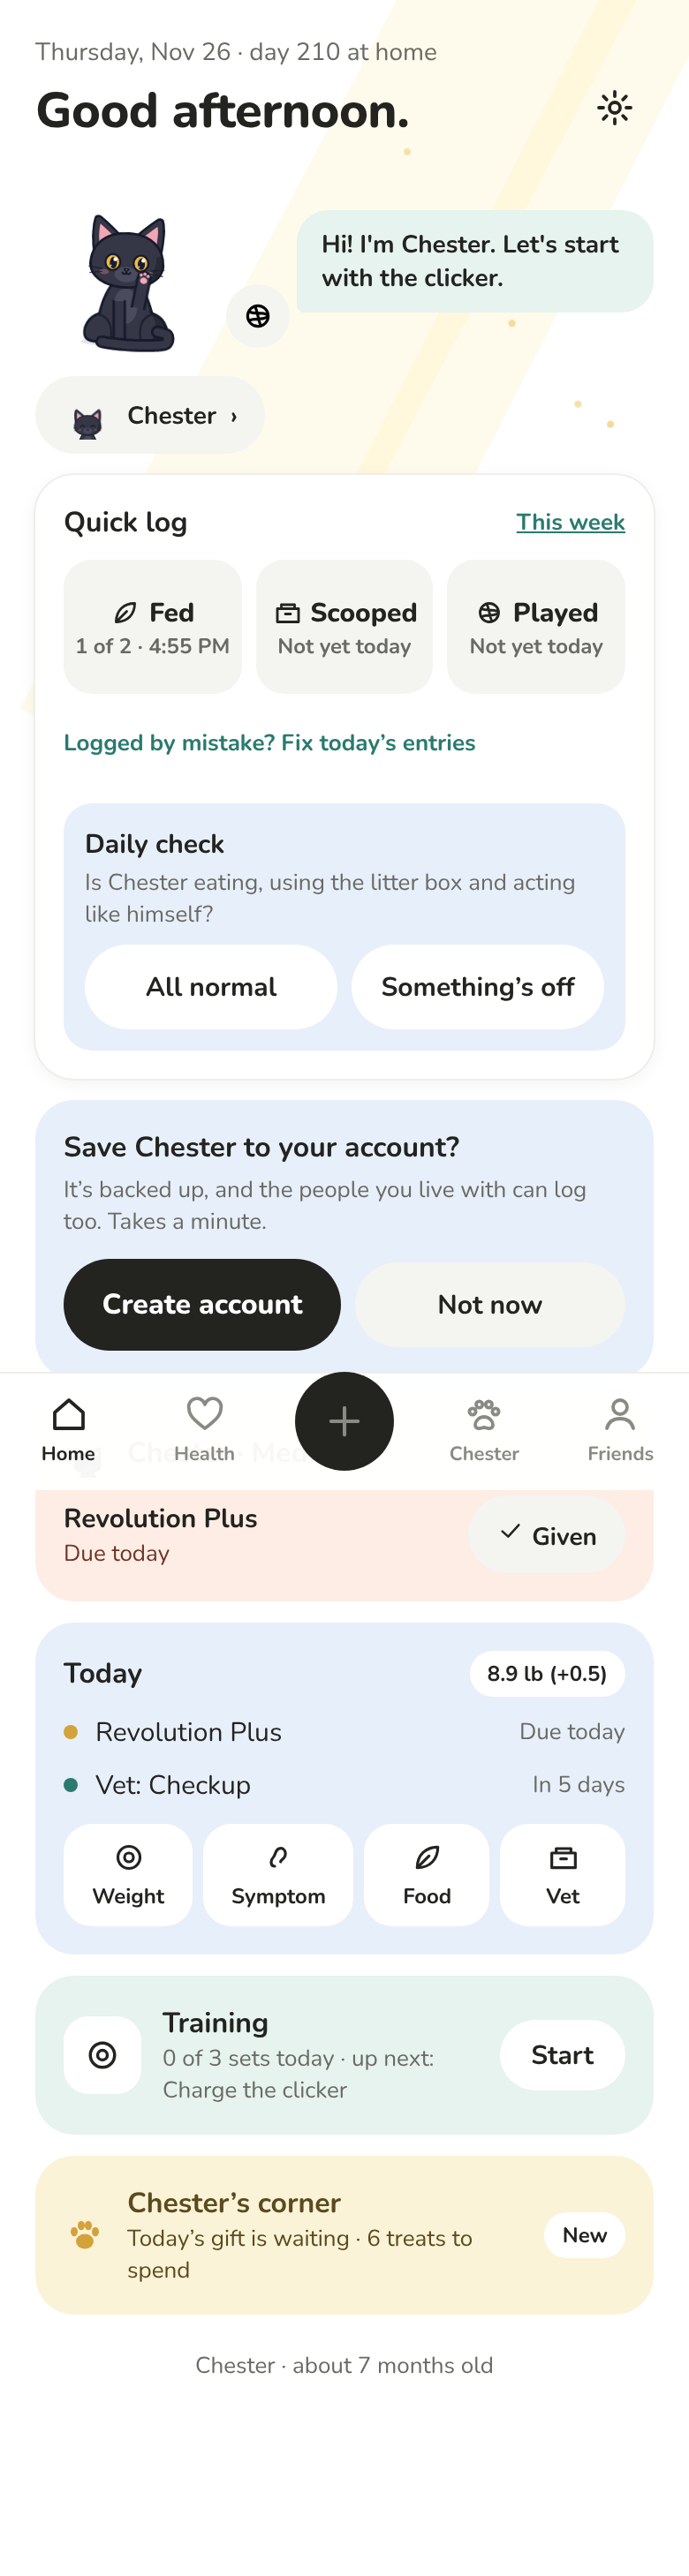 Thursday, Nov 26 · day 210 at home
Good afternoon.
Hi! I'm Chester. Let's start
with the clicker.
Chester ›
Quick log
This week
Fed
1 of 2 · 4:55 PM
Scooped
Not yet today
Played
Not yet today
Logged by mistake? Fix today’s entries
Daily check
Is Chester eating, using the litter box and acting
like himself?
All normal
Something’s off
Save Chester to your account?
It’s backed up, and the people you live with can log
too. Takes a minute.
Create account
Not now
Home
Health
Chester
Friends
Revolution Plus
Due today
Given
Today
8.9 lb (+0.5)
Revolution Plus
Due today
Vet: Checkup
In 5 days
Weight
Symptom
Food
Vet
Training
0 of 3 sets today · up next:
Charge the clicker
Start
Chester’s corner
Today’s gift is waiting · 6 treats to
spend
New
Chester · about 7 months old